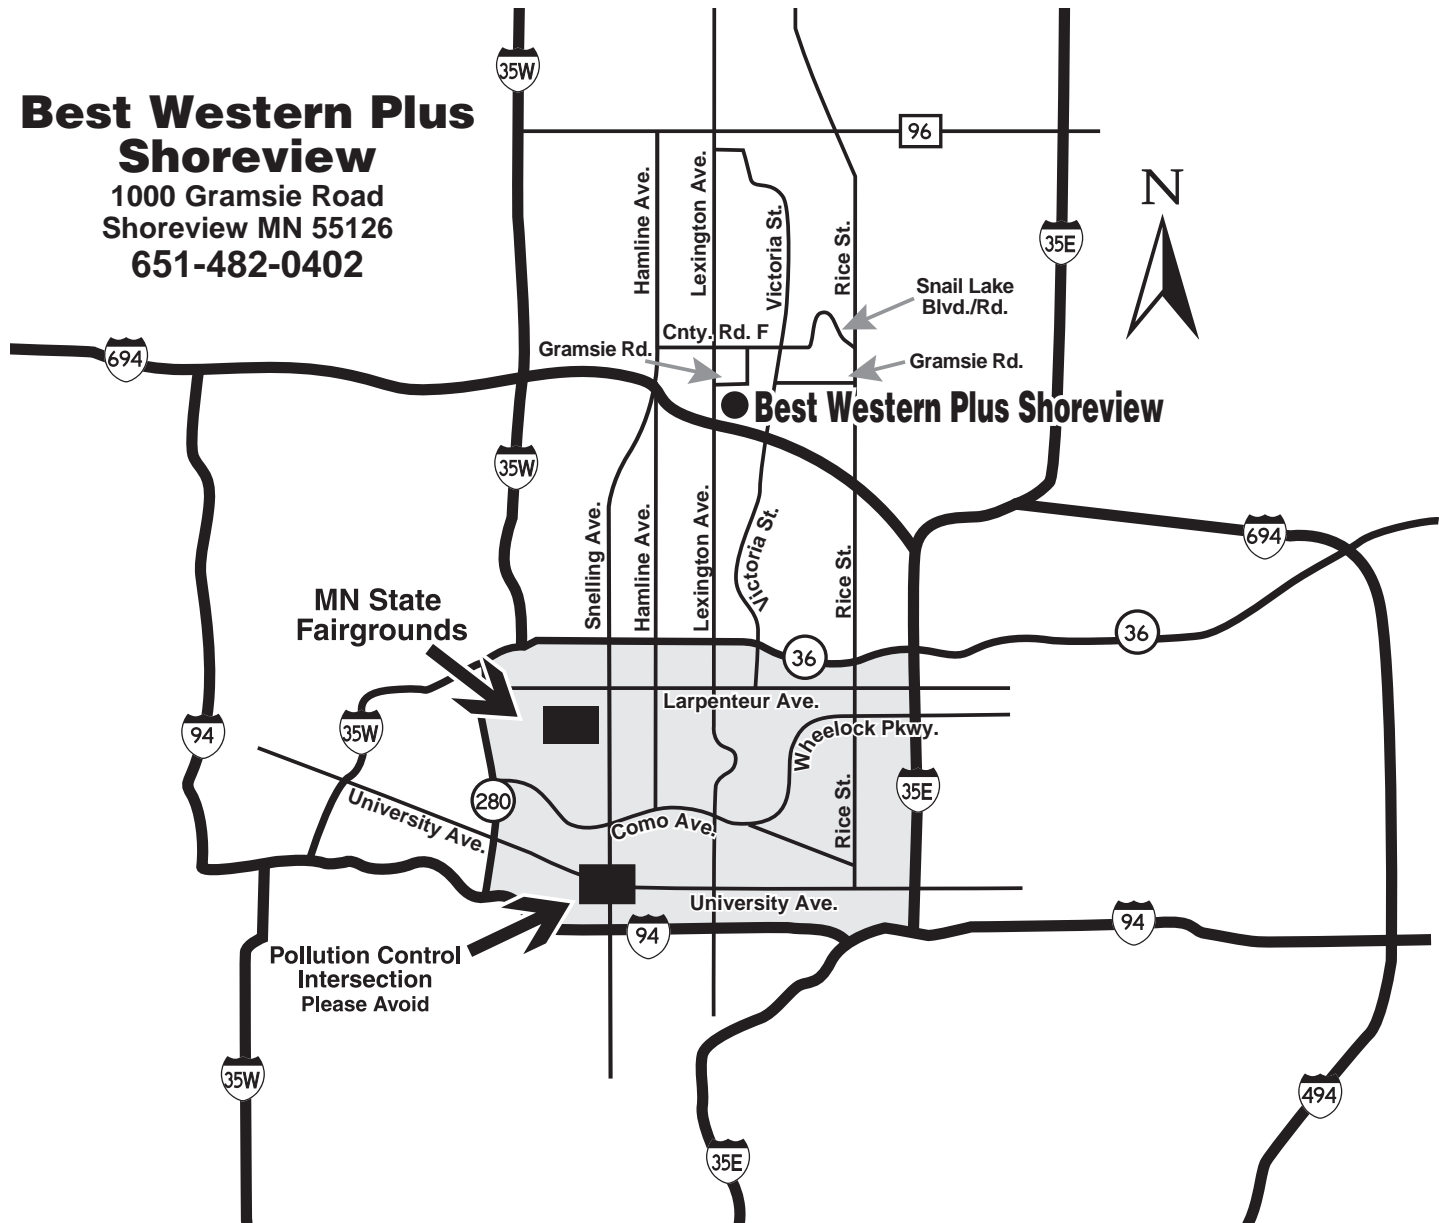 35W
Best Western Plus
Shoreview
1000 Gramsie Road
Shoreview MN 55126
651-482-0402
96
N
Hamline Ave.
Lexington Ave.
Victoria St.
Rice St.
35E
Snail Lake
Blvd./Rd.
Cnty. Rd. F
694
Gramsie Rd.
Gramsie Rd.
Best Western Plus Shoreview
35W
Snelling Ave.
Hamline Ave.
Lexington Ave.
Victoria St.
Rice St.
694
MN State
Fairgrounds
36
36
Larpenteur Ave.
Wheelock Pkwy.
94
35W
280
35E
University Ave.
Como Ave.
Rice St.
University Ave.
94
94
Pollution Control
Intersection
Please Avoid
35W
494
35E